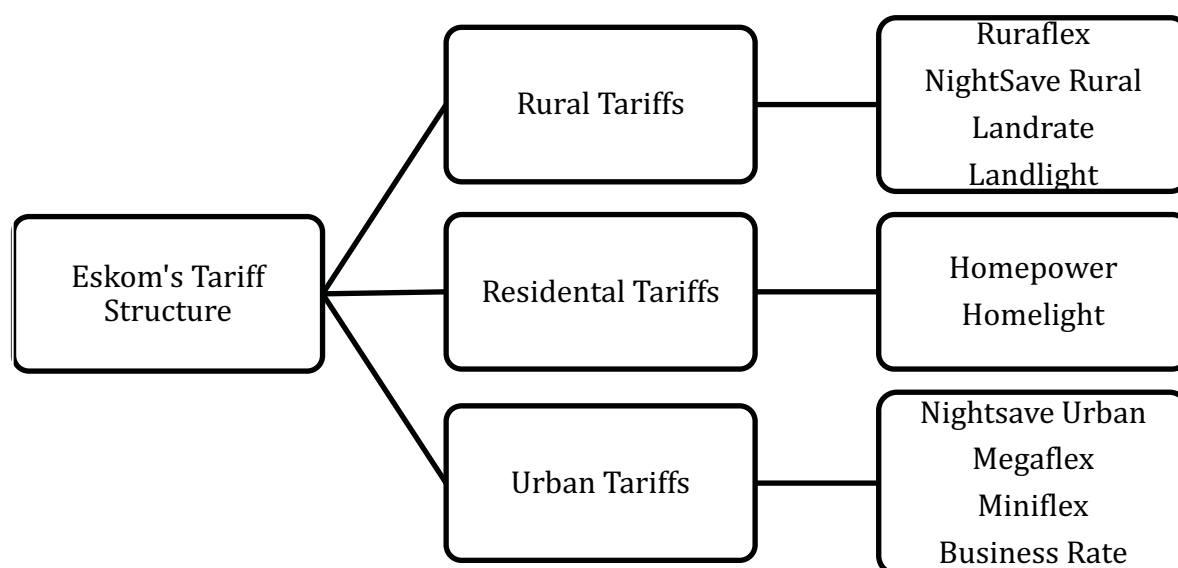 Eskom's Tariff
Structure
Rural Tariffs
Ruraflex
NightSave Rural
Landrate
Landlight
Residental Tariffs
Homepower
Homelight
Urban Tariffs
Nightsave Urban
Megaflex
Miniflex
Business Rate